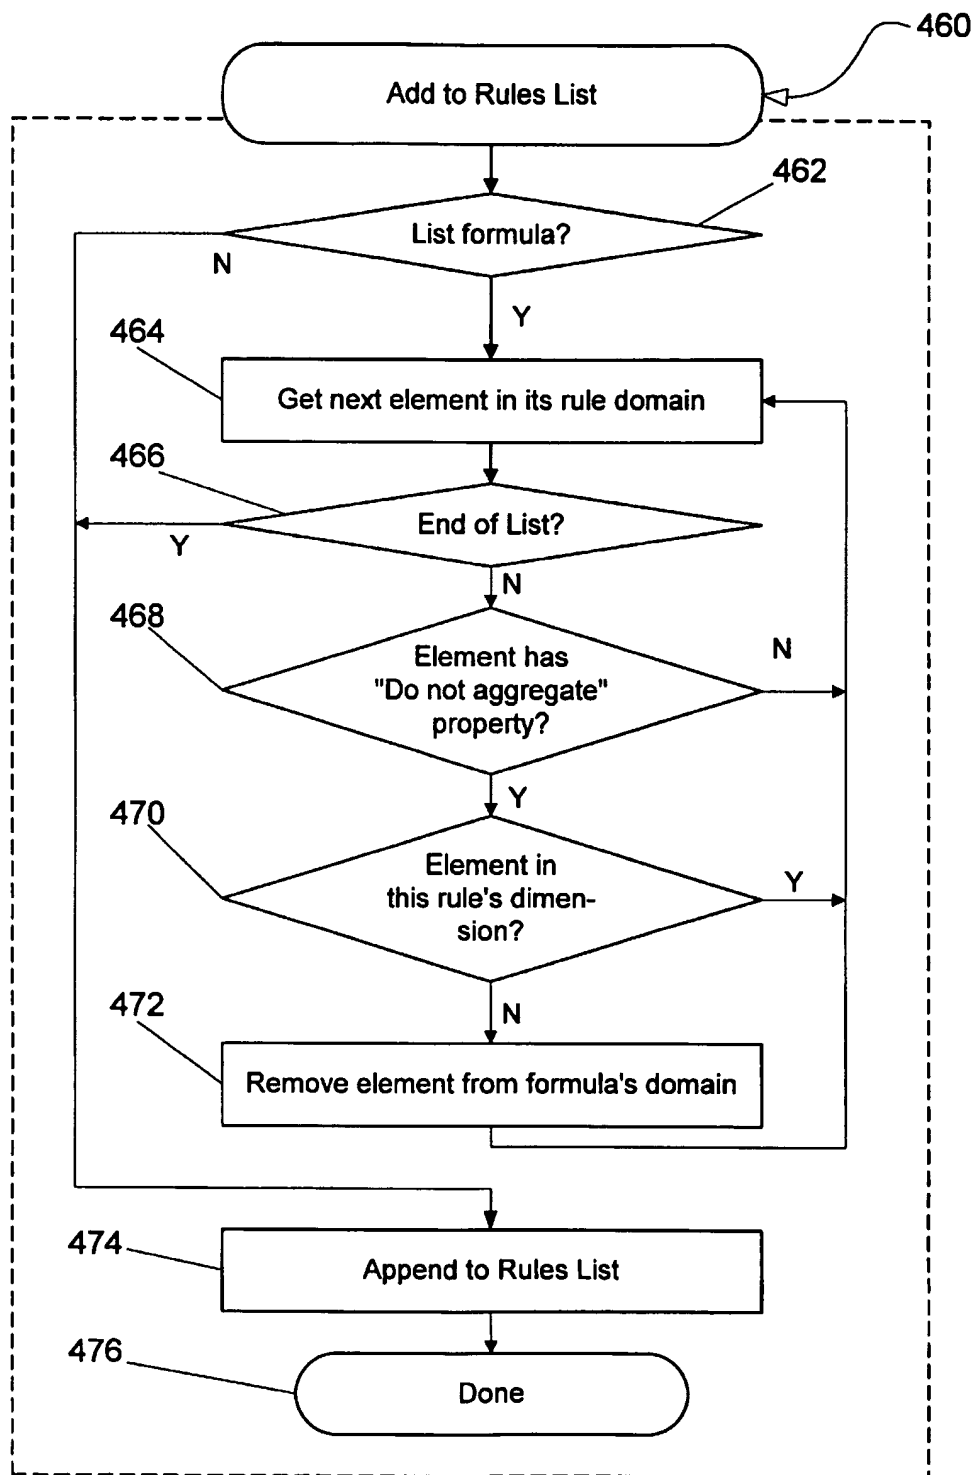 460
Add to Rules List
462
List formula?
N
Y
464
Get next element in its rule domain
466
End of List?
Y
N
468
Element has
"Do not aggregate"
property?
N
Y
470
Element in
this rule's dimen-
sion?
Y
N
472
Remove element from formula's domain
474
Append to Rules List
476
Done